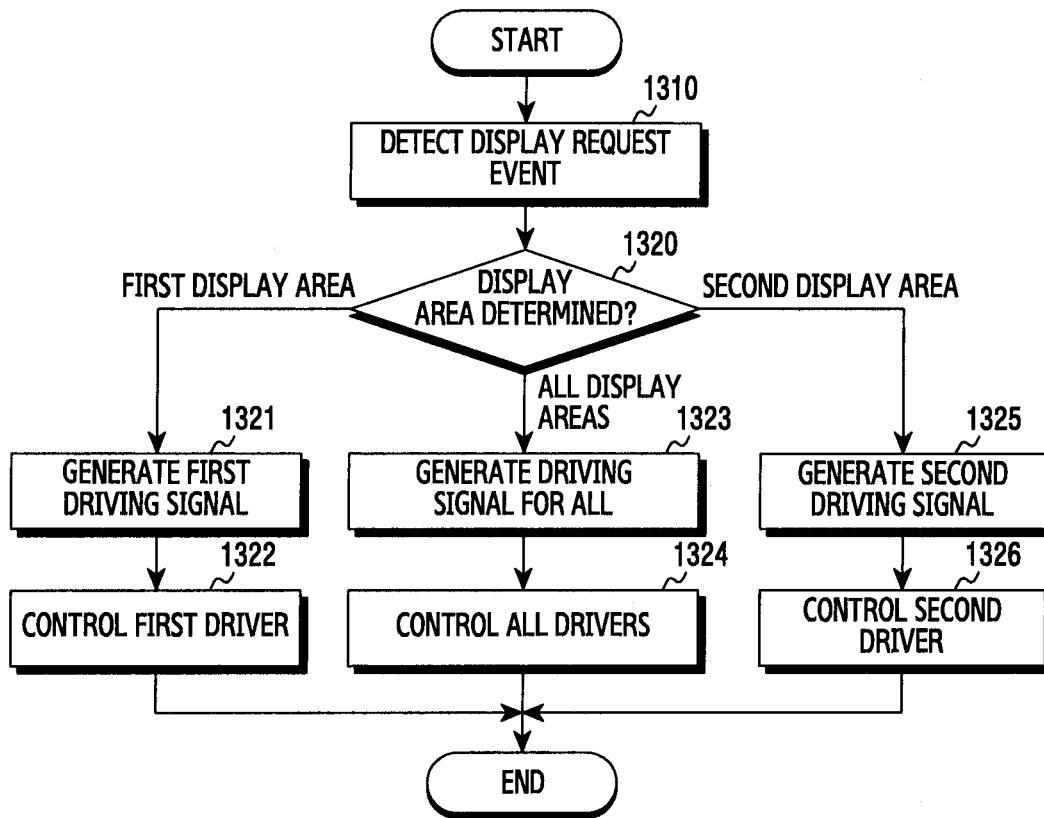 START
1310
DETECT DISPLAY REQUEST
EVENT
1320
DISPLAY
AREA DETERMINED?
FIRST DISPLAY AREA
SECOND DISPLAY AREA
ALL DISPLAY
AREAS
1321
GENERATE FIRST
DRIVING SIGNAL
1323
GENERATE DRIVING
SIGNAL FOR ALL
1325
GENERATE SECOND
DRIVING SIGNAL
1322
CONTROL FIRST DRIVER
1324
CONTROL ALL DRIVERS
1326
CONTROL SECOND
DRIVER
END